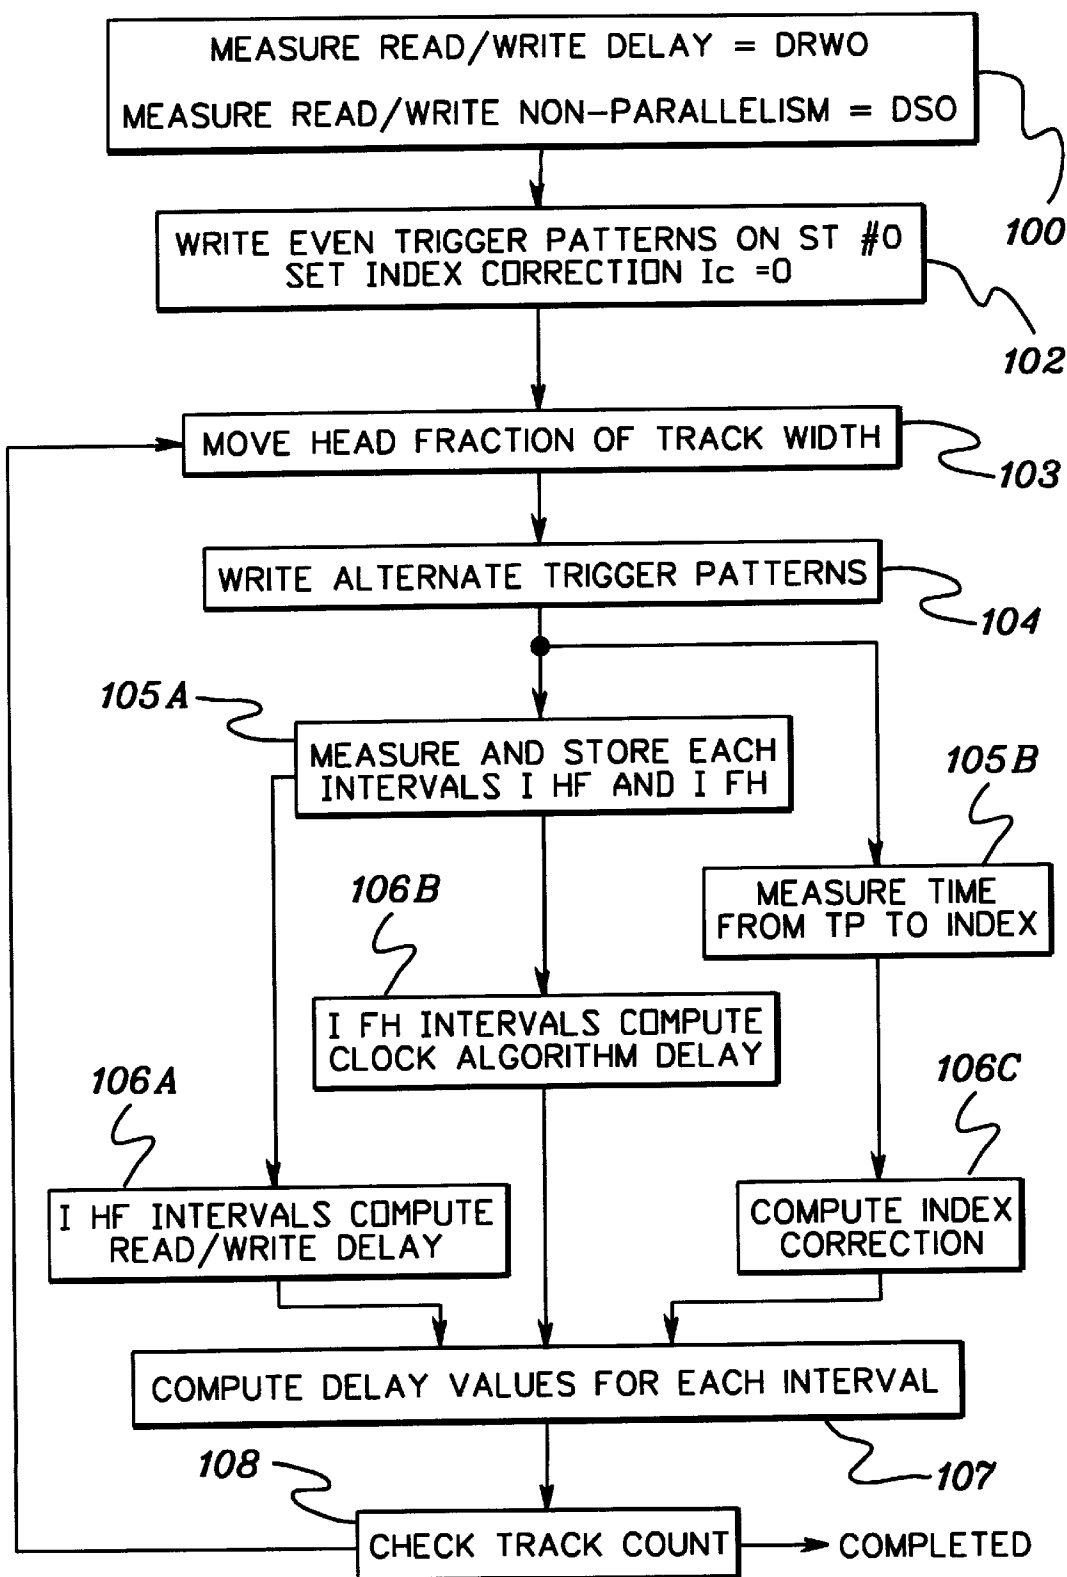 MEASURE READ/WRITE DELAY = DRWO
MEASURE READ/WRITE NON-PARALLELISM = DSO
100
WRITE EVEN TRIGGER PATTERNS ON ST #0
SET INDEX CORRECTION Ic =0
102
MOVE HEAD FRACTION OF TRACK WIDTH
103
WRITE ALTERNATE TRIGGER PATTERNS
104
105A
MEASURE AND STORE EACH
INTERVALS I HF AND I FH
105B
MEASURE TIME
FROM TP TO INDEX
106B
I FH INTERVALS COMPUTE
CLOCK ALGORITHM DELAY
106A
I HF INTERVALS COMPUTE
READ/WRITE DELAY
106C
COMPUTE INDEX
CORRECTION
COMPUTE DELAY VALUES FOR EACH INTERVAL
107
108
CHECK TRACK COUNT
COMPLETED